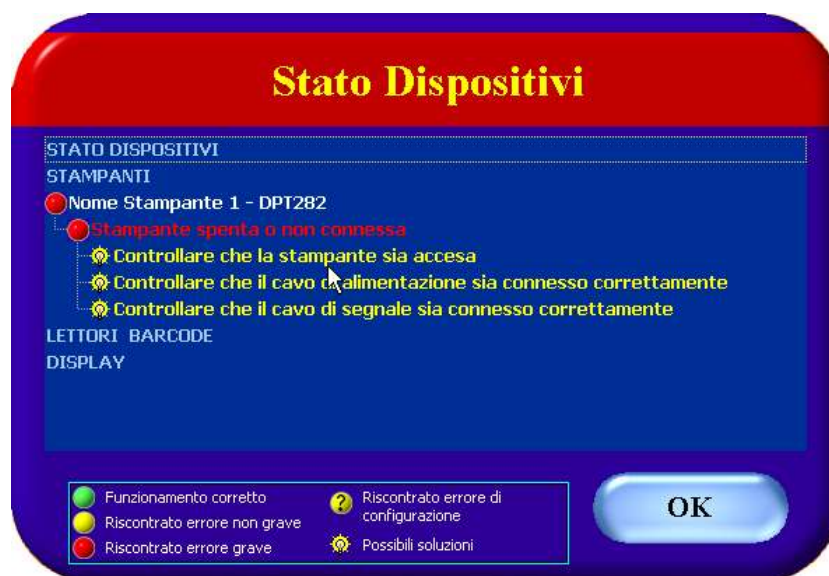 Stato Dispositivi
STATO DISPOSITIVI
STAMPANTI
Nome Stampante 1 - DPT282
Stampante spenta o non connessa
Controllare che la stampante sia accesa
Controllare che il cavo d'alimentazione sia connesso correttamente
Controllare che il cavo di segnale sia connesso correttamente
LETTORI BARCODE
DISPLAY
Funzionamento corretto
Riscontrato errore non grave
Riscontrato errore grave
Riscontrato errore di
configurazione
Possibili soluzioni
OK